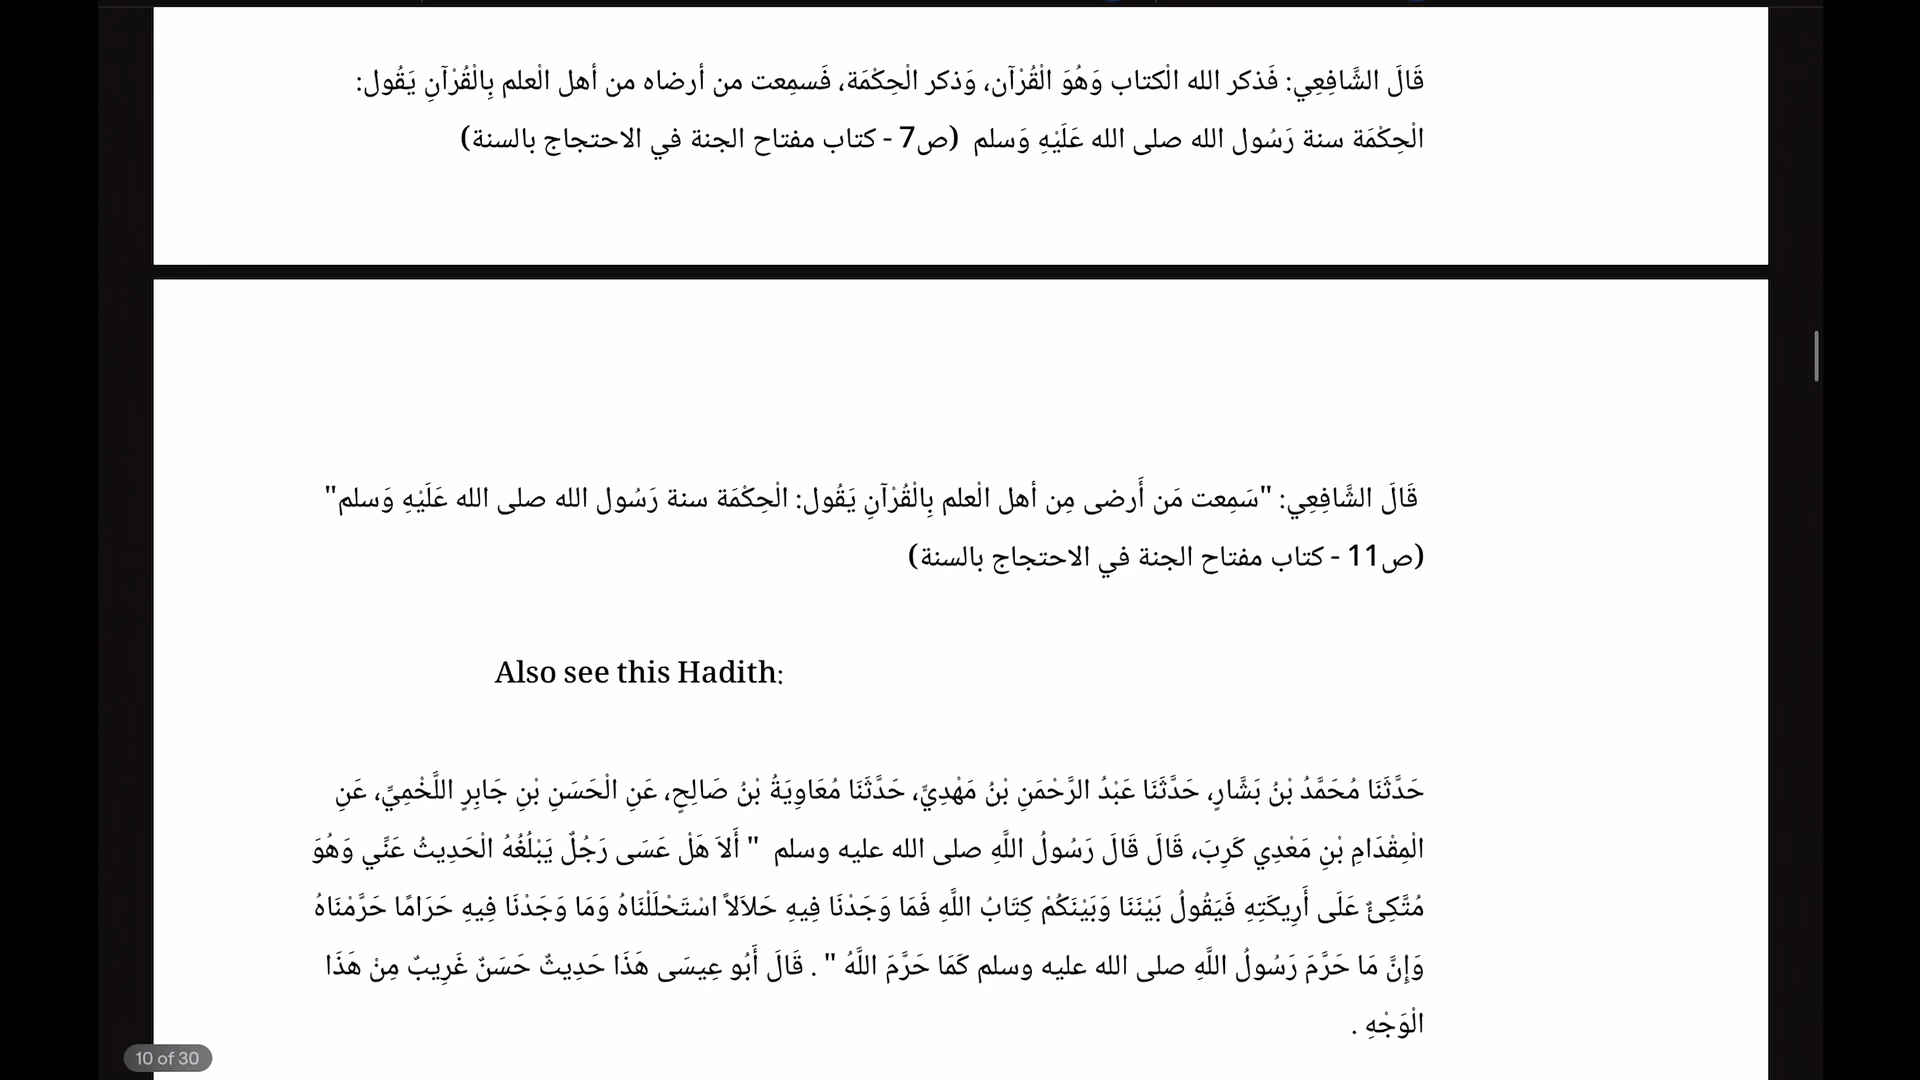 قَالَ الشَّافِعِي: فَذكر الله الْكتاب وَهُوَ الْقُرْآن، وَذكر الْحِكْمَة، فَسمِعت من أرضاه من أهل الْعلم بِالْقُرْآنِ يَقُول:
الْحِكْمَة سنة رَسُول الله صلى الله عَلَيْهِ وَسلم (ص7 - كتاب مفتاح الجنة في الاحتجاج بالسنة)
قَالَ الشَّافِعِي: "سَمِعت مَن أَرضى مِن أهل الْعلم بِالْقُرْآنِ يَقُول: الْحِكْمَة سنة رَسُول الله صلى الله عَلَيْهِ وَسلم"
(ص11 - كتاب مفتاح الجنة في الاحتجاج بالسنة)
Also see this Hadith:
حَدَّثَنَا مُحَمَّدُ بْنُ بَشَّارٍ، حَدَّثَنَا عَبْدُ الرَّحْمَنِ بْنُ مَهْدِيٍّ، حَدَّثَنَا مُعَاوِيَةُ بْنُ صَالِحٍ، عَنِ الْحَسَنِ بْنِ جَابِرٍ اللَّخْمِيِّ، عَنِ
الْمِقْدَامِ بْنِ مَعْدِي كَرِبَ، قَالَ قَالَ رَسُولُ اللَّهِ صلى الله عليه وسلم " أَلاَ هَلْ عَسَى رَجُلٌ يَبْلُغُهُ الْحَدِيثُ عَنِّي وَهُوَ
مُتَّكِئٌ عَلَى أَرِيكَتِهِ فَيَقُولُ بَيْنَنَا وَبَيْنَكُمْ كِتَابُ اللَّهِ فَمَا وَجَدْنَا فِيهِ حَلاَلاً اسْتَحْلَلْنَاهُ وَمَا وَجَدْنَا فِيهِ حَرَامًا حَرَّمْنَاهُ
وَإِنَّ مَا حَرَّمَ رَسُولُ اللَّهِ صلى الله عليه وسلم كَمَا حَرَّمَ اللَّهُ " . قَالَ أَبُو عِيسَى هَذَا حَدِيثٌ حَسَنٌ غَرِيبٌ مِنْ هَذَا
الْوَجْهِ .
10 of 30